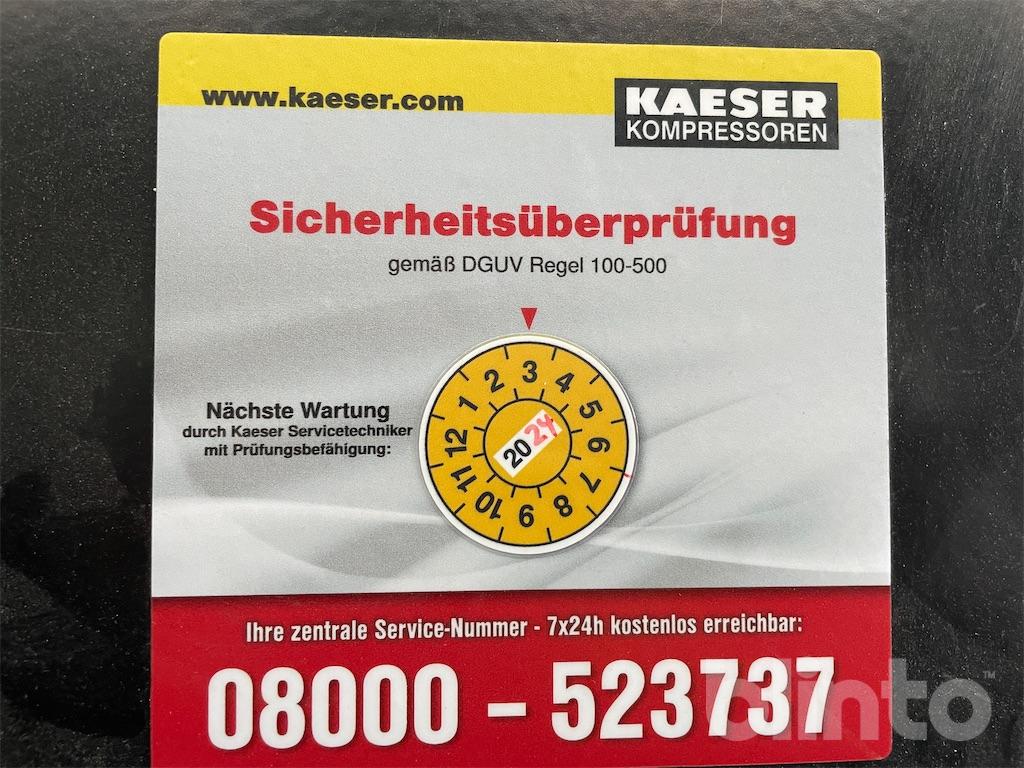 www.kaeser.com
KAESER
KOMPRESSOREN
Sicherheitsüberprüfung
gemäß DGUV Regel 100-500
Nächste Wartung
durch Kaeser Servicetechniker
mit Prüfungsbefähigung:
1 2 3 4 5 6 7 8 9 10 11 12
2024
Ihre zentrale Service-Nummer - 7x24h kostenlos erreichbar:
08000 - 523737
alinto™